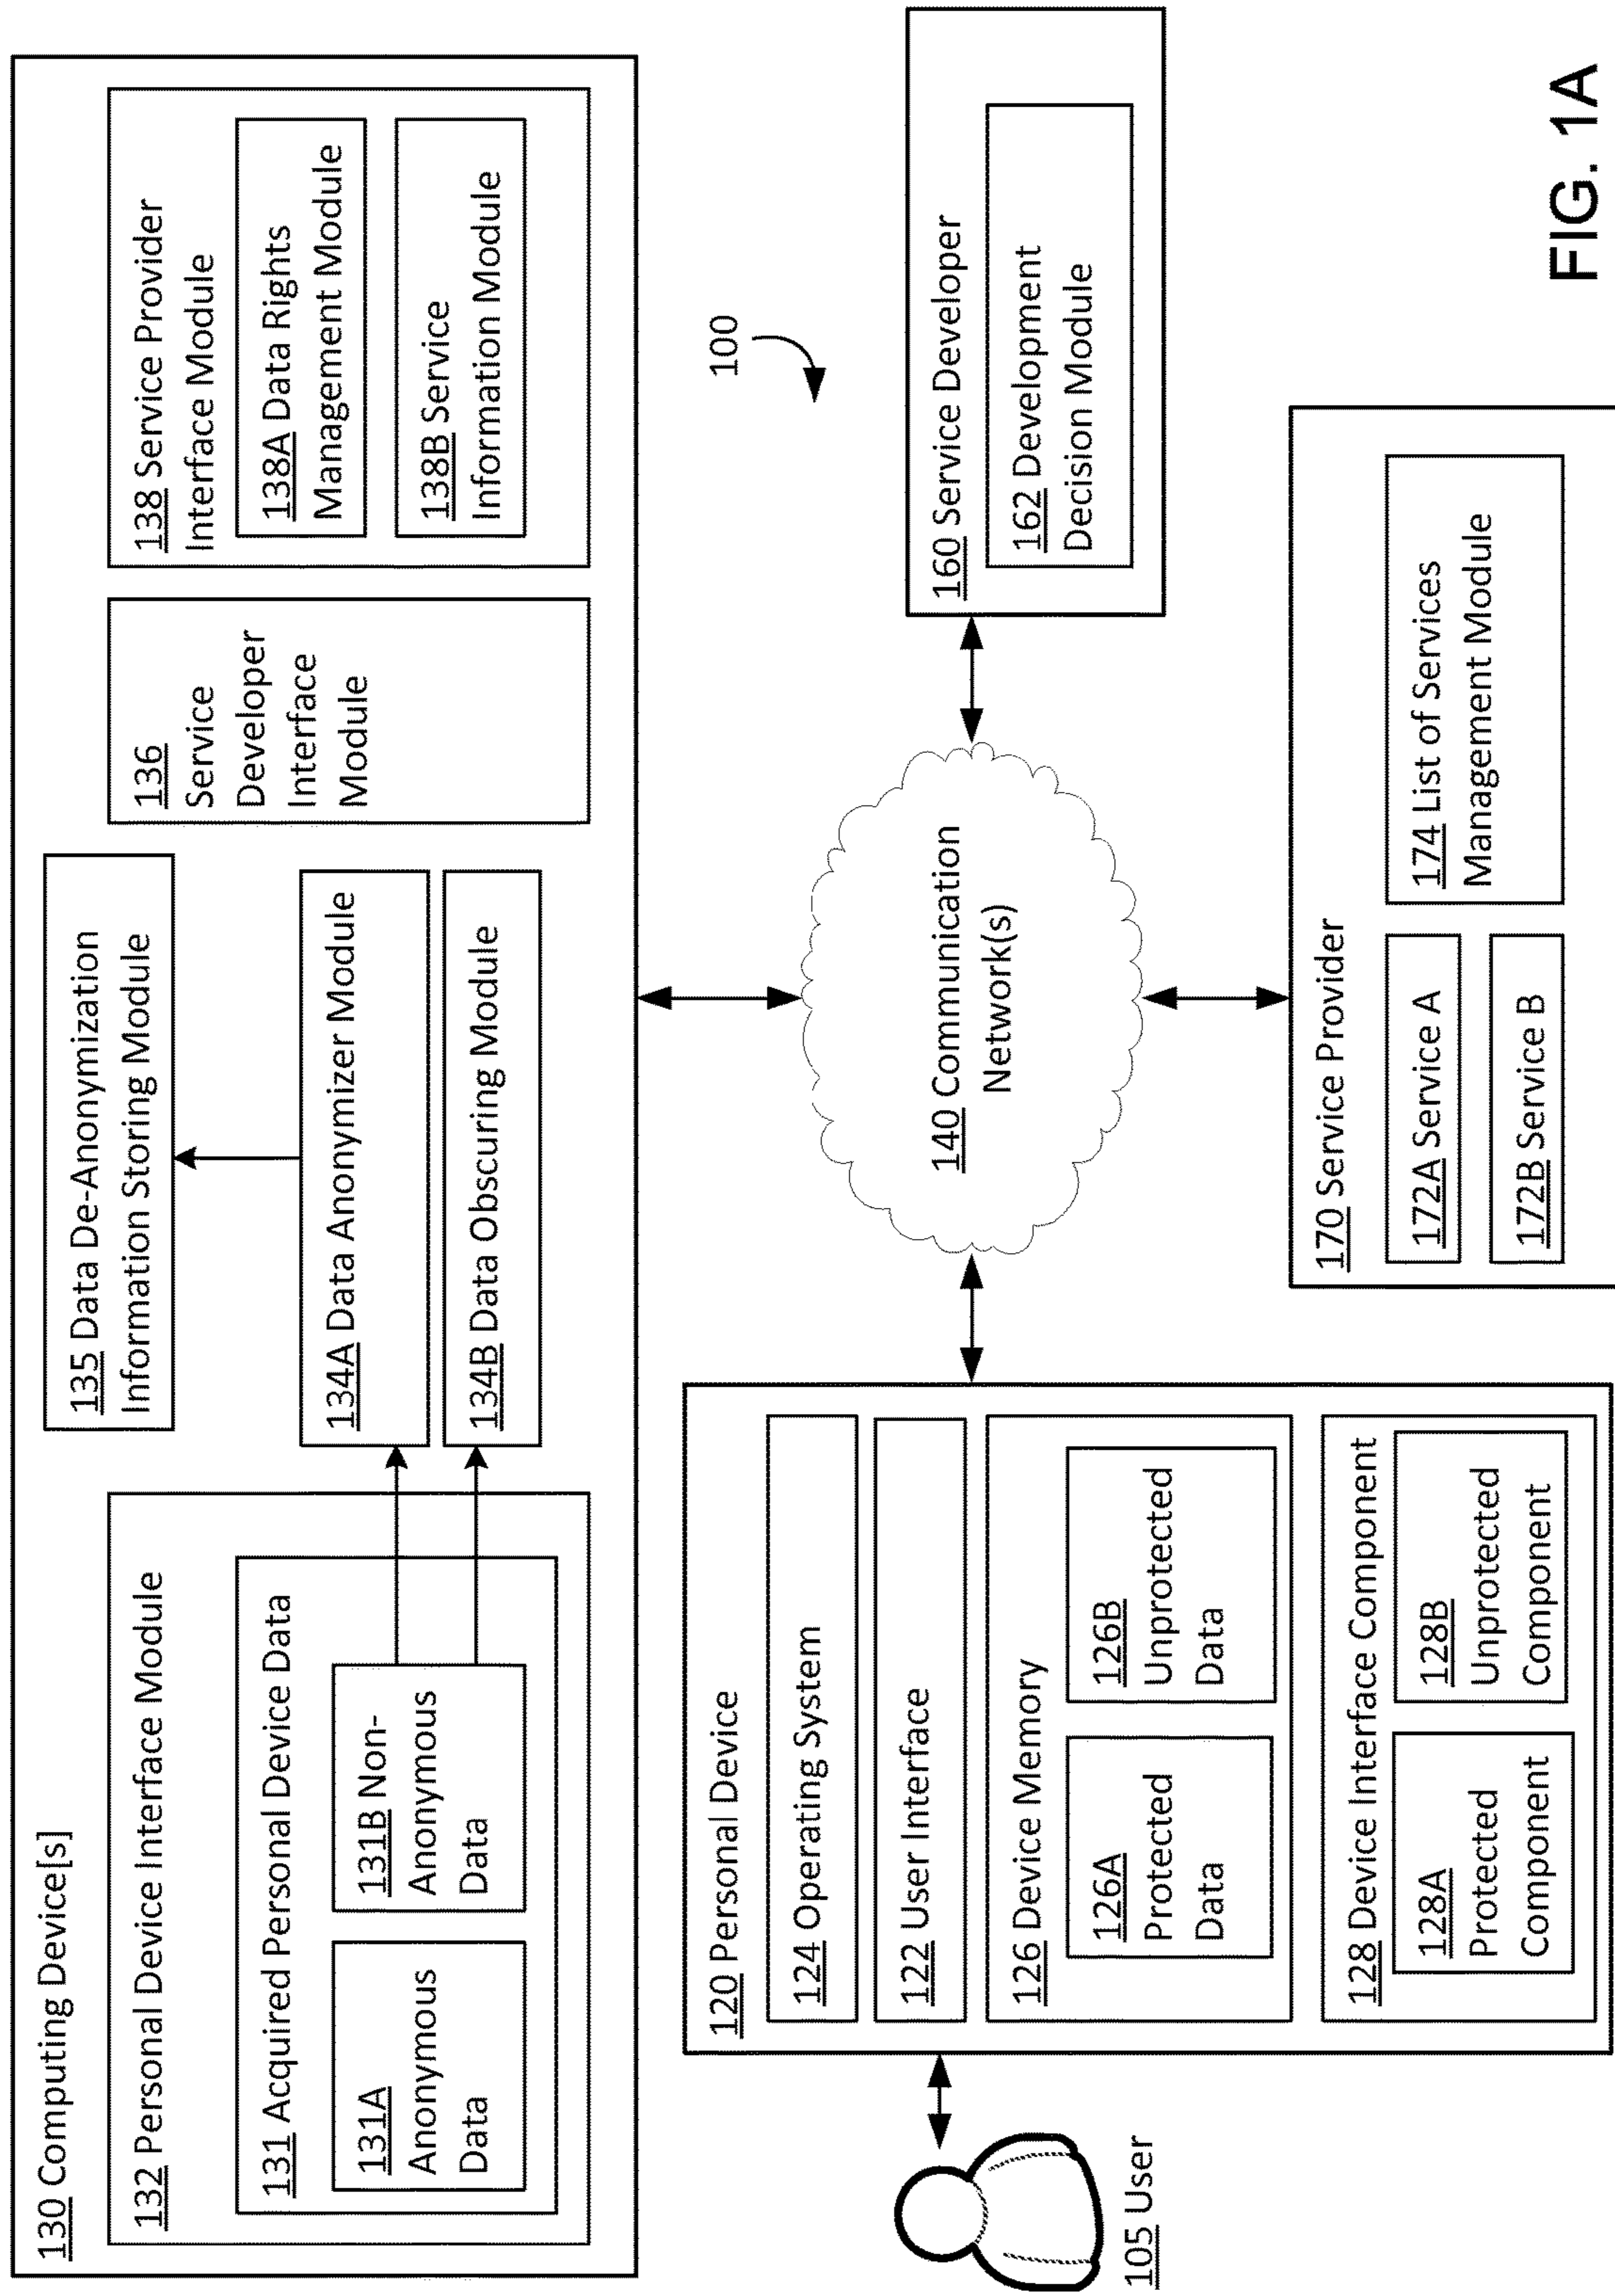 130 Computing Device[s]
132 Personal Device Interface Module
131 Acquired Personal Device Data
131A
Anonymous
Data
131B Non-
Anonymous
Data
135 Data De-Anonymization
Information Storing Module
134A Data Anonymizer Module
134B Data Obscuring Module
136
Service
Developer
Interface
Module
138 Service Provider
Interface Module
138A Data Rights
Management Module
138B Service
Information Module
105 User
120 Personal Device
124 Operating System
122 User Interface
126 Device Memory
126A
Protected
Data
126B
Unprotected
Data
128 Device Interface Component
128A
Protected
Component
128B
Unprotected
Component
140 Communication
Network(s)
100
160 Service Developer
162 Development
Decision Module
170 Service Provider
172A Service A
172B Service B
174 List of Services
Management Module
FIG. 1A